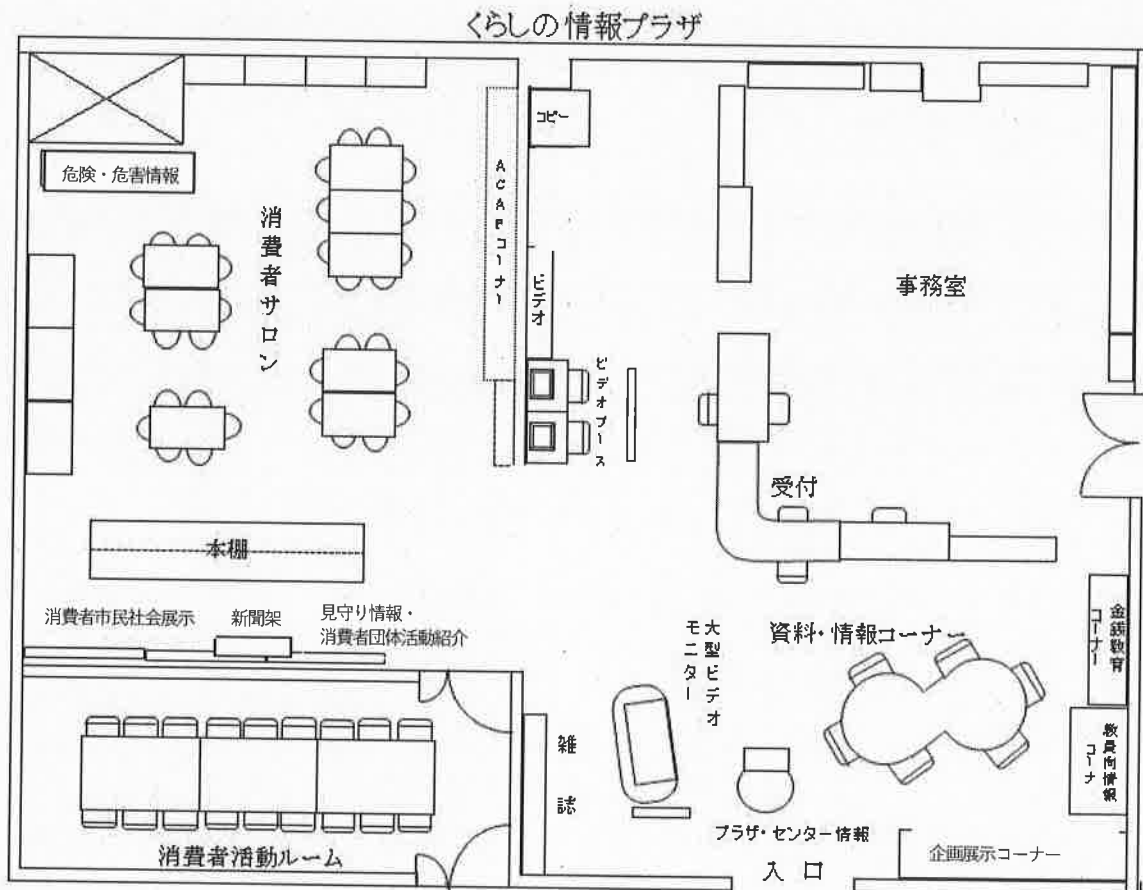 くらしの情報プラザ
コピー
危険・危害情報
ACAPコーナー
消費者サロン
ビデオ
事務室
ビデオブース
受付
本棚
消費者市民社会展示
新聞架
見守り情報・
消費者団体活動紹介
大型ビデオ
モニター
資料・情報コーナー
金銭教育
コーナー
教員向情報
コーナ
雑誌
プラザ・センター情報
消費者活動ルーム
入口
企画展示コーナー